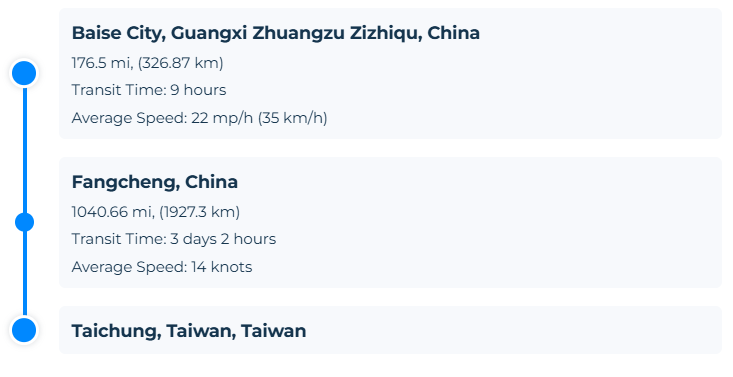 Baise City, Guangxi Zhuangzu Zizhiqu, China
176.5 mi, (326.87 km)
Transit Time: 9 hours
Average Speed: 22 mp/h (35 km/h)
Fangcheng, China
1040.66 mi, (1927.3 km)
Transit Time: 3 days 2 hours
Average Speed: 14 knots
Taichung, Taiwan, Taiwan